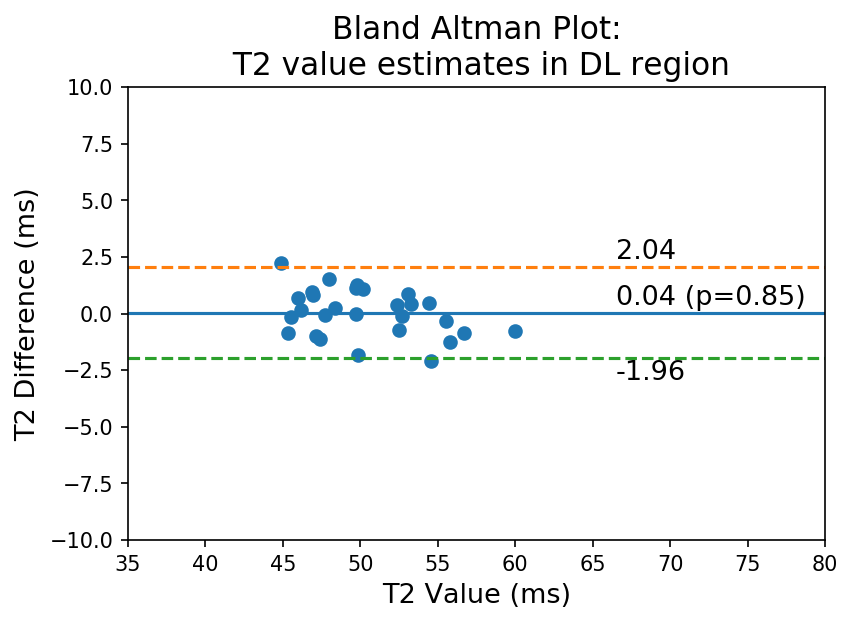 Bland Altman Plot:
T2 value estimates in DL region
10.0
7.5
5.0
2.5
0.0
−2.5
−5.0
−7.5
−10.0
T2 Difference (ms)
2.04
0.04 (p=0.85)
-1.96
35 40 45 50 55 60 65 70 75 80
T2 Value (ms)